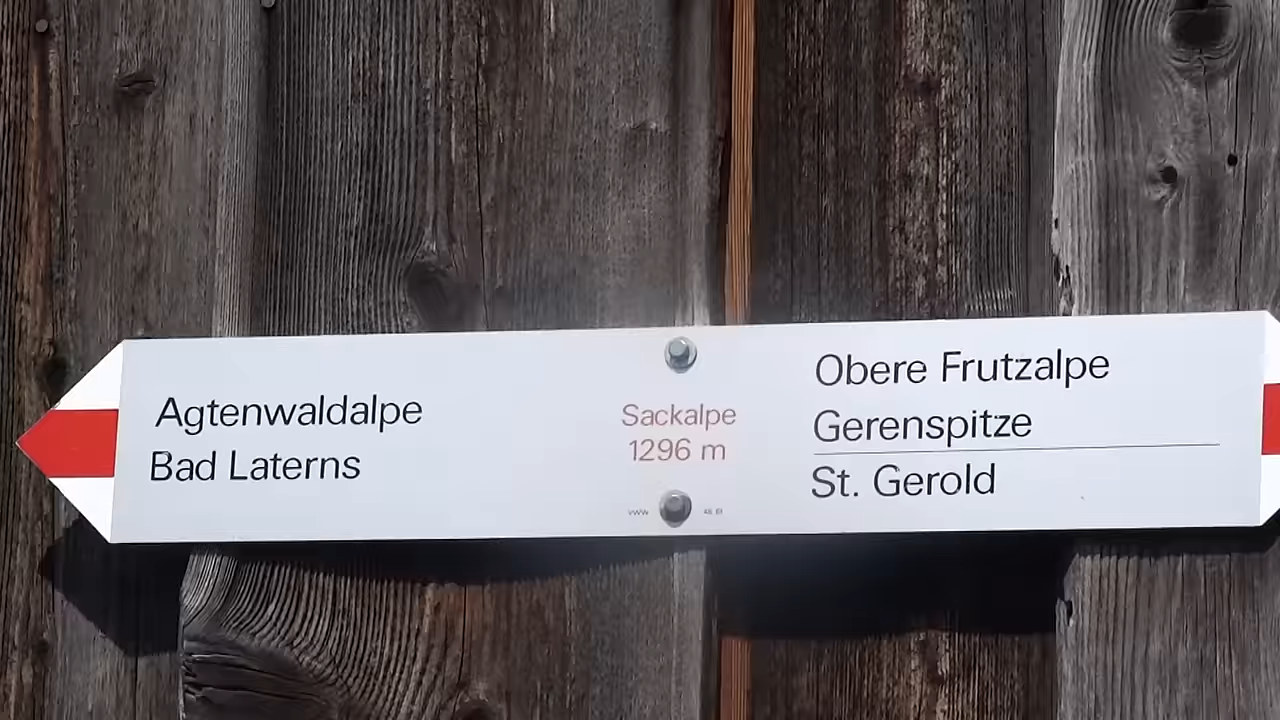 Agtenwaldalpe
Bad Laterns
Sackalpe
1296 m
Obere Frutzalpe
Gerenspitze
St. Gerold